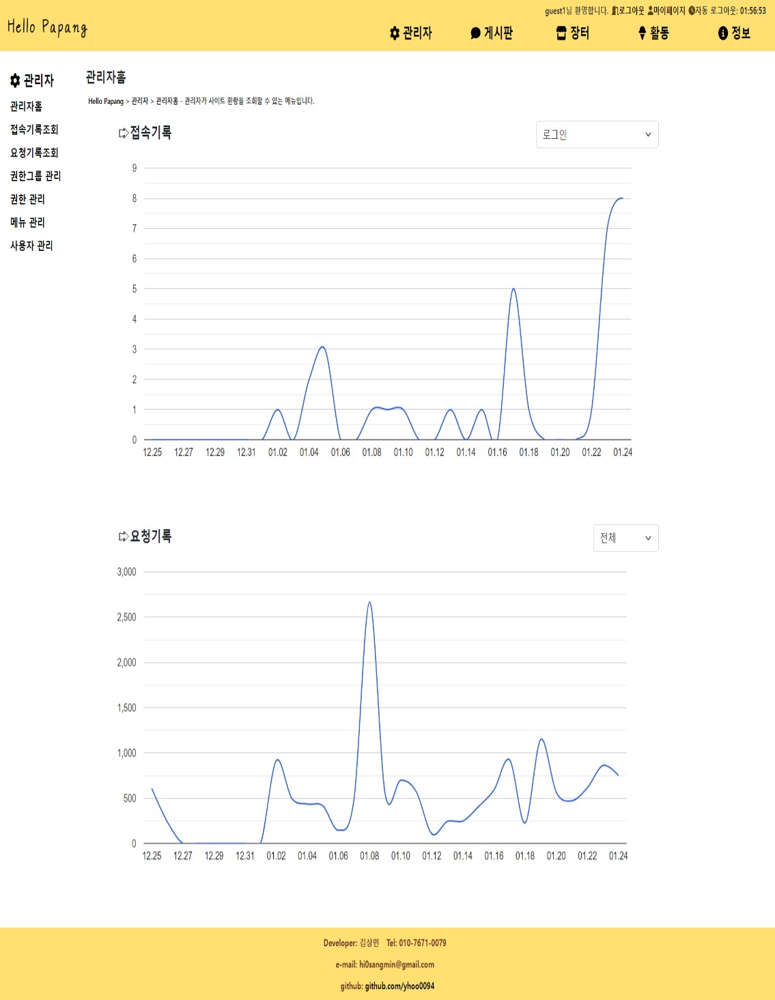 guest1님 환영합니다. 로그아웃 마이페이지 자동 로그아웃: 01:56:53
Hello Papang
관리자 게시판 장터 활동 정보
관리자
관리자홈
접속기록조회
요청기록조회
권한그룹 관리
권한 관리
메뉴 관리
사용자 관리
관리자홈
Hello Papang > 관리자 > 관리자홈 - 관리자가 사이트 환황을 조회할 수 있는 메뉴입니다.
접속기록
로그인
9
8
7
6
5
4
3
2
1
0
12.25 12.27 12.29 12.31 01.02 01.04 01.06 01.08 01.10 01.12 01.14 01.16 01.18 01.20 01.22 01.24
요청기록
전체
3,000
2,500
2,000
1,500
1,000
500
0
12.25 12.27 12.29 12.31 01.02 01.04 01.06 01.08 01.10 01.12 01.14 01.16 01.18 01.20 01.22 01.24
Developer: 김상민 Tel: 010-7671-0079
e-mail: hi0sangmin@gmail.com
github: github.com/yhoo0094